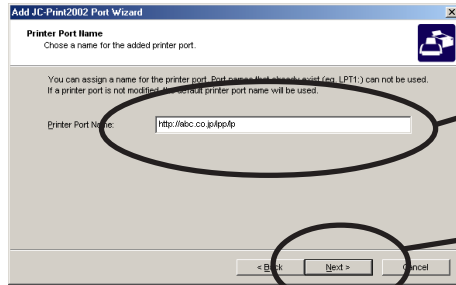 Add JC-Print2002 Port Wizard
Printer Port Name
Chose a name for the added printer port.
You can assign a name for the printer port. Port names that already exist (eg. LPT1:) can not be used.
If a printer port is not modified, the default printer port name will be used.
Printer Port Name:
http://abc.co.jp/ipp/lp
< Back
Next >
Cancel